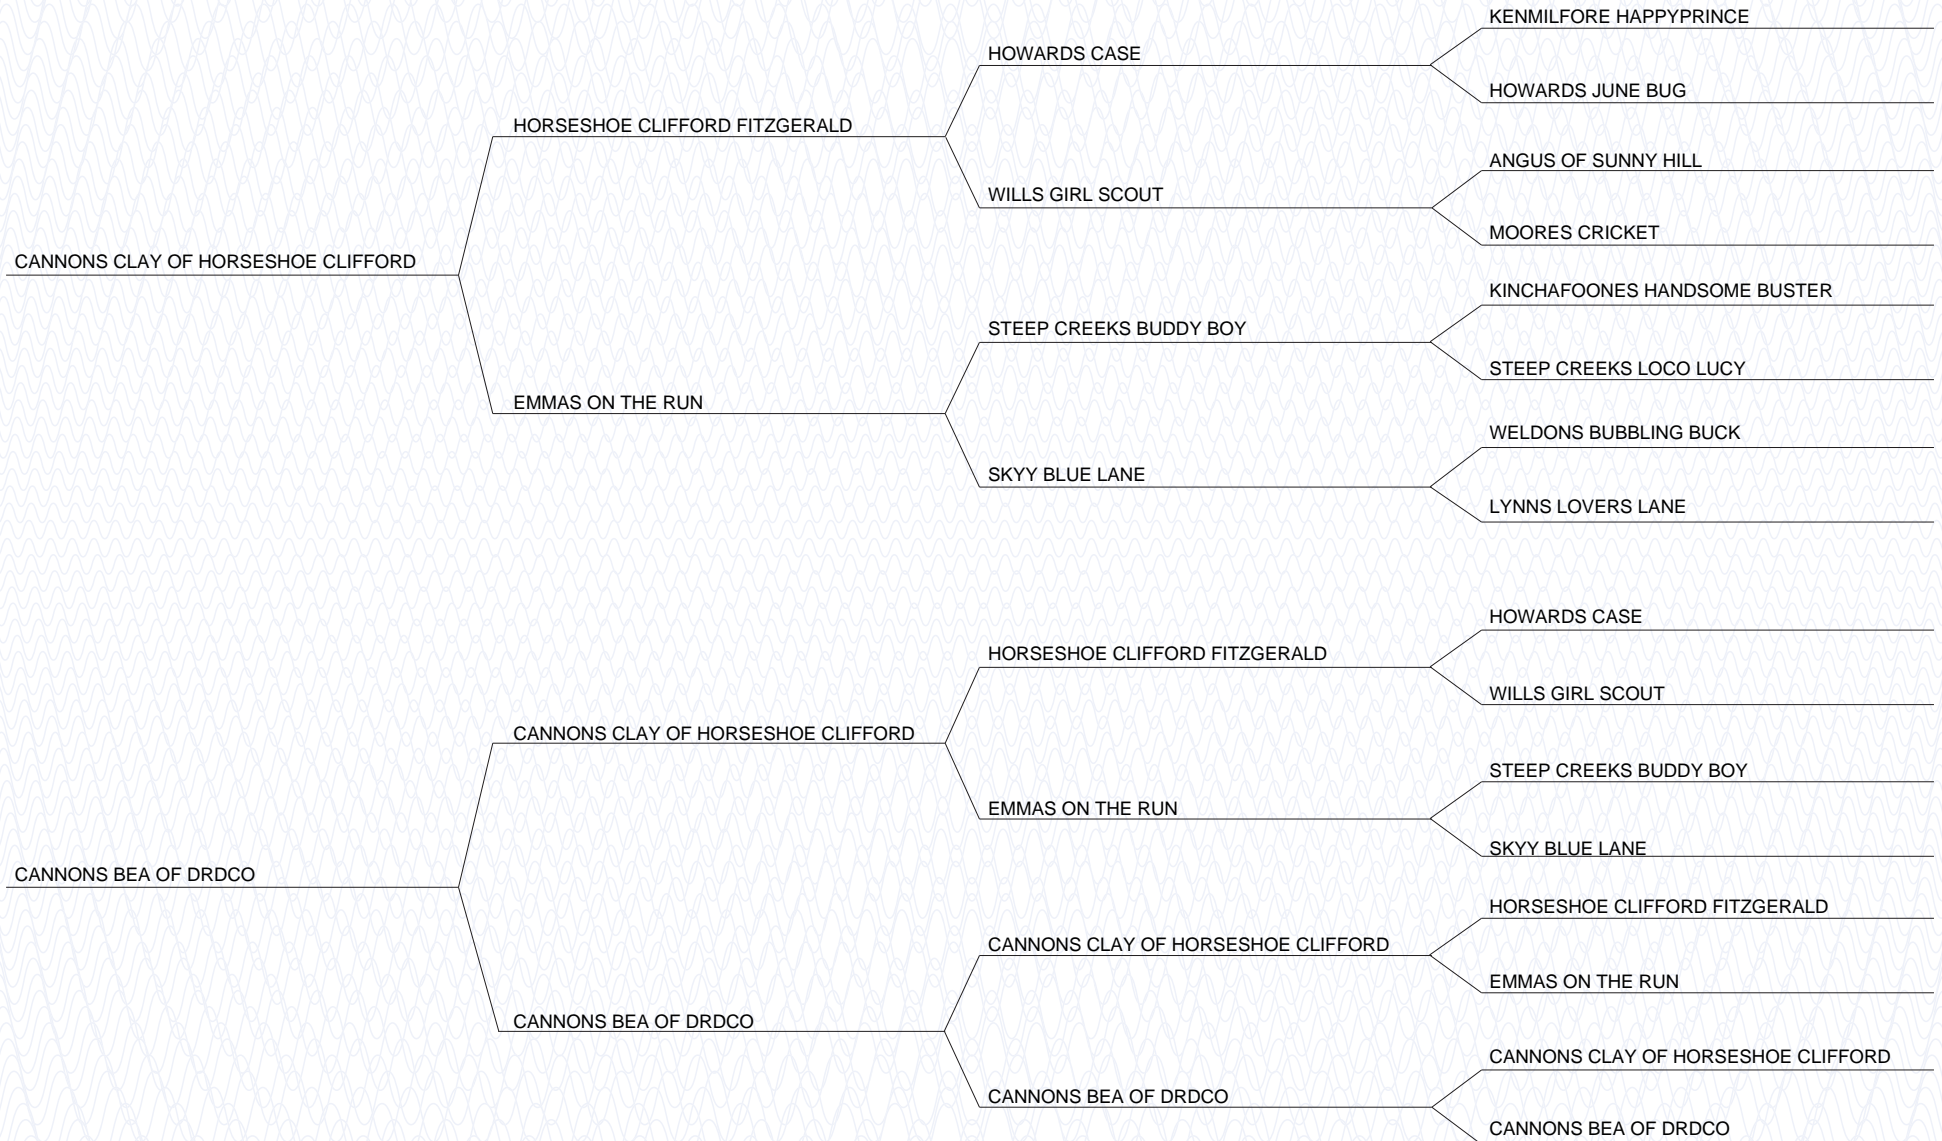 KENMILFORE HAPPYPRINCE
HOWARDS CASE
HOWARDS JUNE BUG
HORSESHOE CLIFFORD FITZGERALD
ANGUS OF SUNNY HILL
WILLS GIRL SCOUT
MOORES CRICKET
CANNONS CLAY OF HORSESHOE CLIFFORD
KINCHAFOONES HANDSOME BUSTER
STEEP CREEKS BUDDY BOY
STEEP CREEKS LOCO LUCY
EMMAS ON THE RUN
WELDONS BUBBLING BUCK
SKYY BLUE LANE
LYNNS LOVERS LANE
HOWARDS CASE
HORSESHOE CLIFFORD FITZGERALD
WILLS GIRL SCOUT
CANNONS CLAY OF HORSESHOE CLIFFORD
STEEP CREEKS BUDDY BOY
EMMAS ON THE RUN
SKYY BLUE LANE
CANNONS BEA OF DRDCO
HORSESHOE CLIFFORD FITZGERALD
CANNONS CLAY OF HORSESHOE CLIFFORD
EMMAS ON THE RUN
CANNONS BEA OF DRDCO
CANNONS CLAY OF HORSESHOE CLIFFORD
CANNONS BEA OF DRDCO
CANNONS BEA OF DRDCO